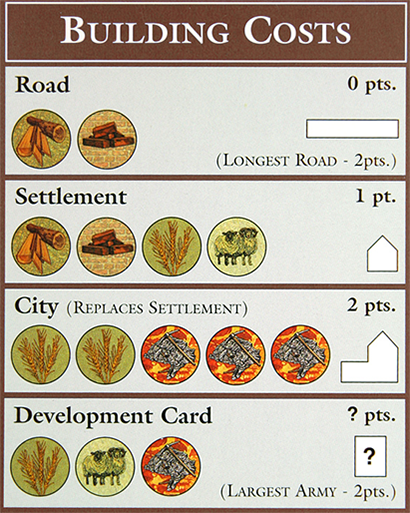 BUILDING COSTS
Road 0 pts.
(LONGEST ROAD - 2pts.)
Settlement 1 pt.
City (REPLACES SETTLEMENT) 2 pts.
Development Card ? pts.
?
(LARGEST ARMY - 2pts.)